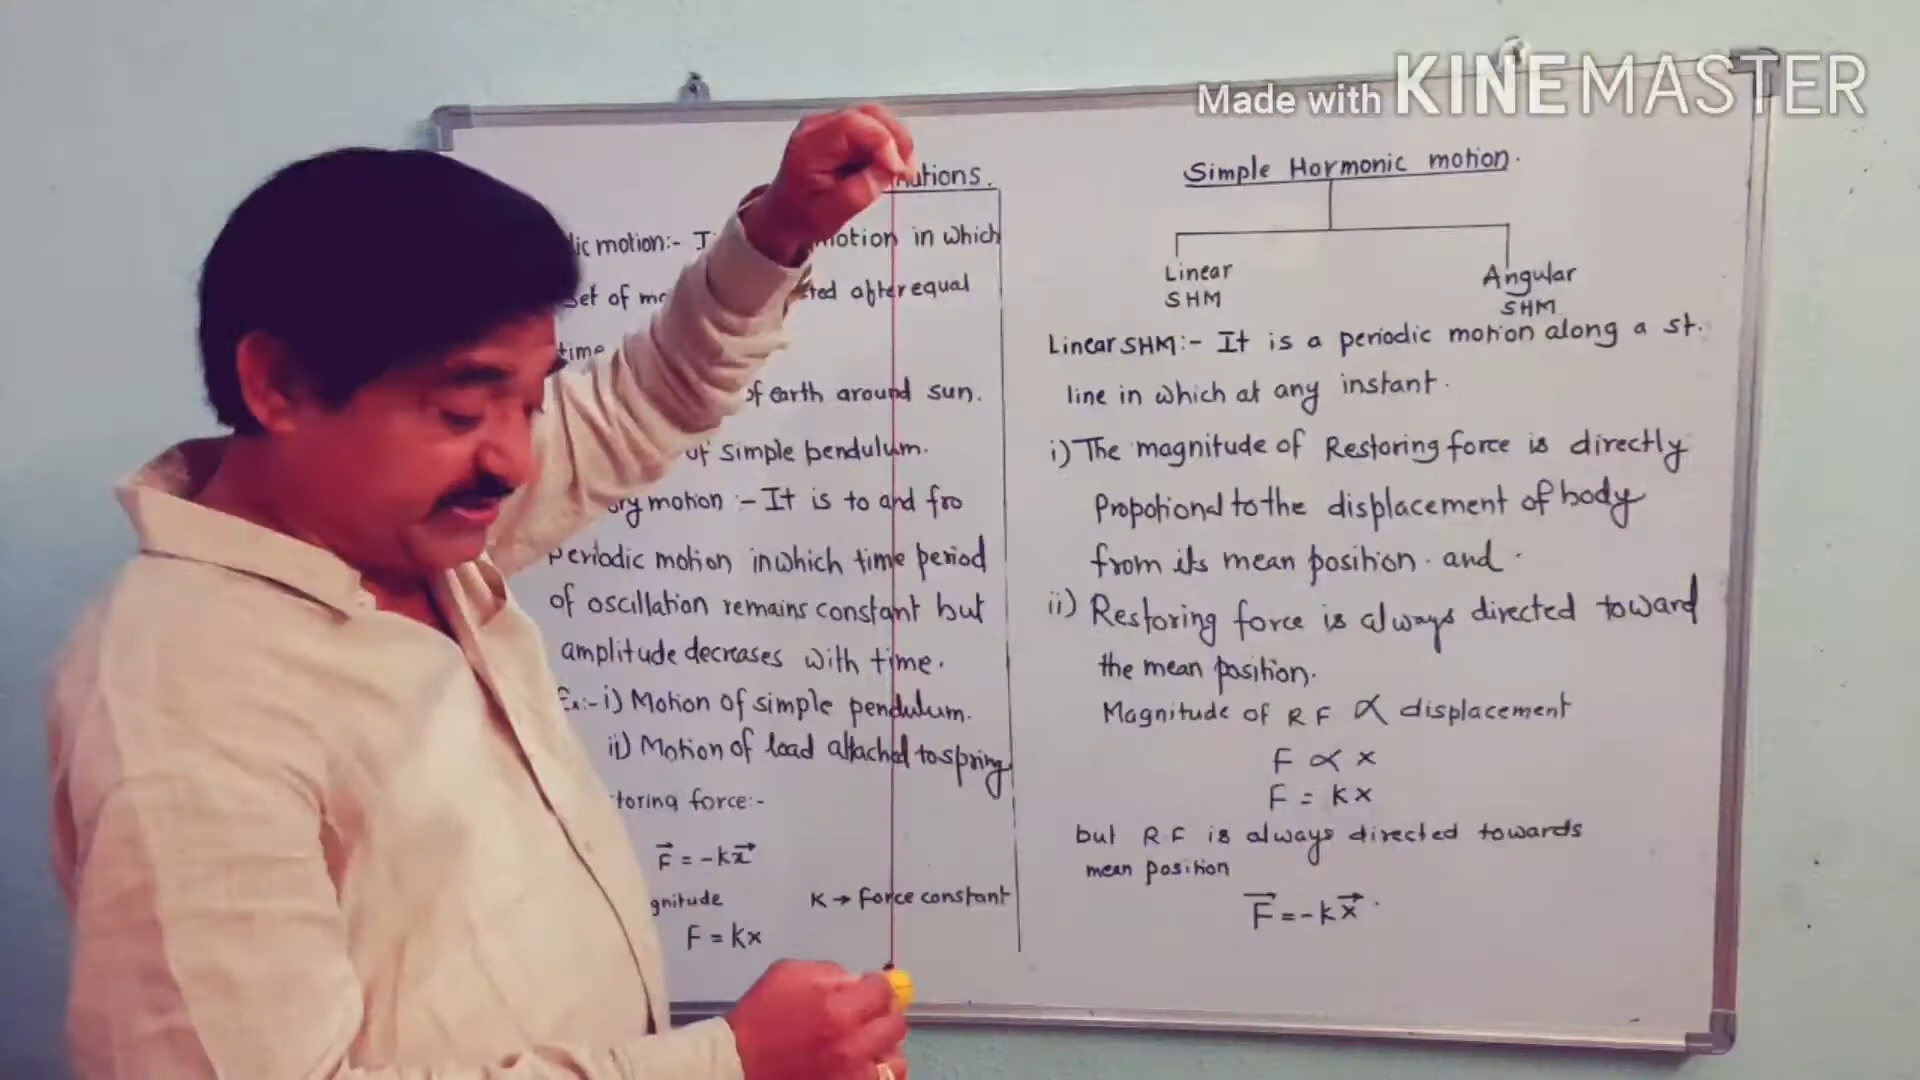 Made with KINEMASTER
motion:- motion in which
set of after equal
time
of earth around sun.
of simple pendulum.
motion :- It is to and fro
Periodic motion in which time period
of oscillation remains constant but
amplitude decreases with time.
Ex:- i) Motion of simple pendulum.
ii) Motion of load attached to spring
force:-
F⃗ = -kx⃗
K → Force constant
F = kx
Simple Hormonic motion.
Linear SHM
Angular SHM
Linear SHM:- It is a periodic motion along a st.
line in which at any instant.
i) The magnitude of Restoring force is directly
Propotional to the displacement of body
from its mean position. and.
ii) Restoring force is always directed toward
the mean position.
Magnitude of RF ∝ displacement
F ∝ x
F = kx
but R.F is always directed towards
mean position
F⃗ = -kx⃗.